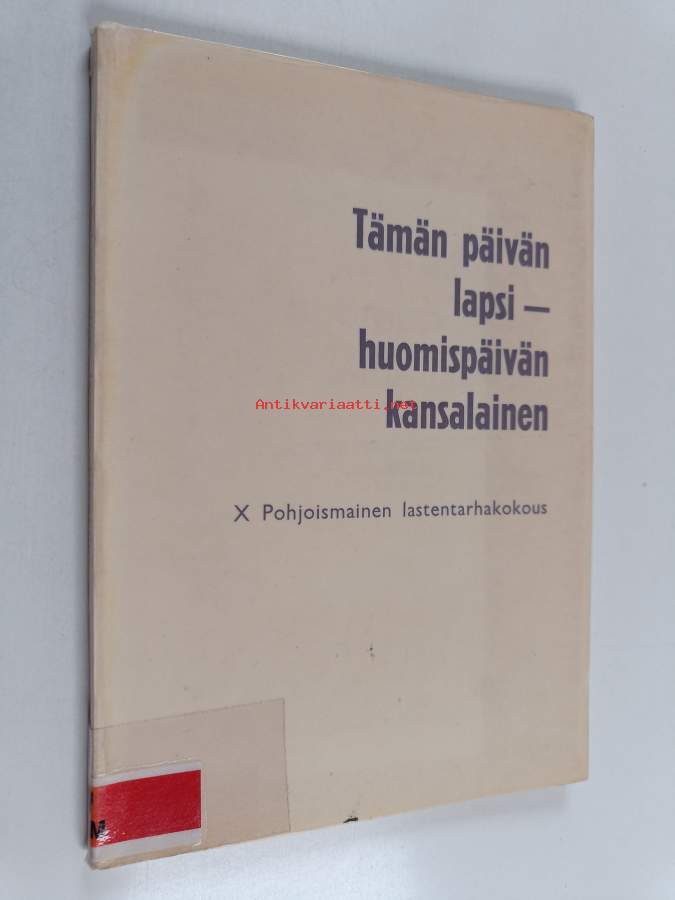 Tämän päivän
lapsi —
huomispäivän
Antikvariaatti.net
kansalainen
X Pohjoismainen lastentarhakokous
M